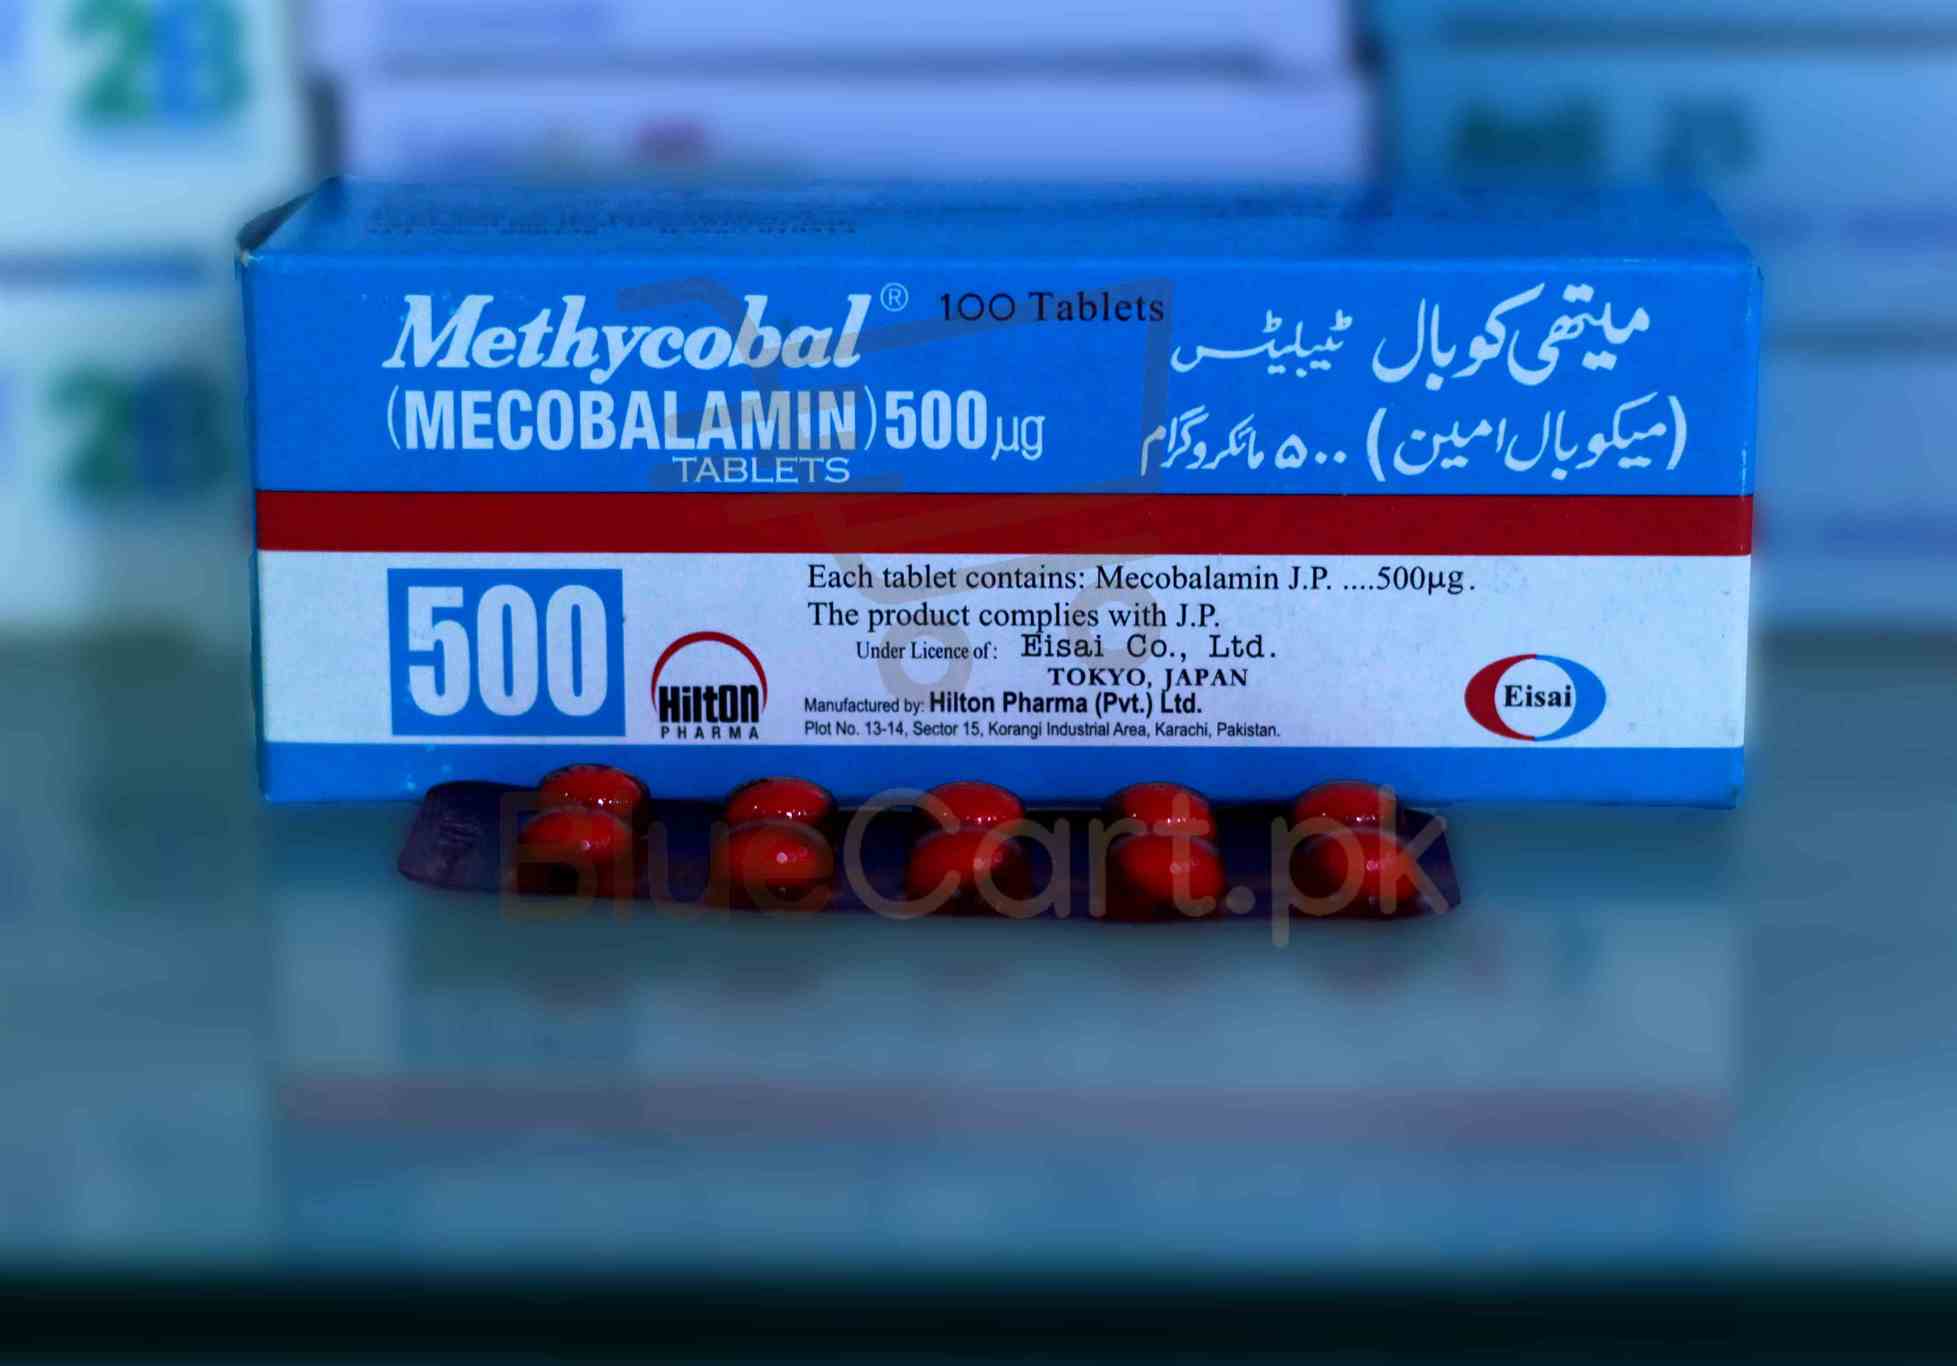 Methycobal® 100 Tablets
(MECOBALAMIN) 500 µg
TABLETS
میتھی کوبال ٹیبلیٹس
(میکوبال امین) ۵۰۰ مائکروگرام
500
Hilton
PHARMA
Each tablet contains: Mecobalamin J.P. ....500µg.
The product complies with J.P.
Under Licence of: Eisai Co., Ltd.
TOKYO, JAPAN
Manufactured by: Hilton Pharma (Pvt.) Ltd.
Plot No. 13-14, Sector 15, Korangi Industrial Area, Karachi, Pakistan.
Eisai
BlueCart.pk